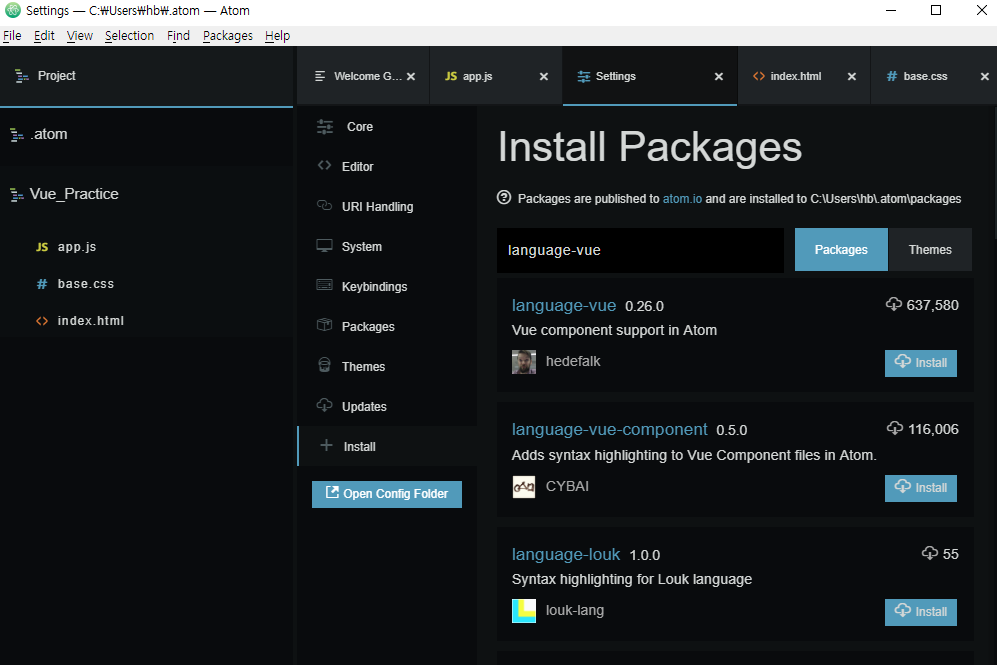 Settings — C:₩Users₩hb₩.atom — Atom
File Edit View Selection Find Packages Help
Project
Welcome G...
JS app.js
Settings
<> index.html
# base.css
.atom
Vue_Practice
JS app.js
# base.css
<> index.html
Core
Editor
URI Handling
System
Keybindings
Packages
Themes
Updates
Install
Open Config Folder
Install Packages
Packages are published to atom.io and are installed to C:\Users\hb\.atom\packages
language-vue
Packages Themes
language-vue 0.26.0 637,580
Vue component support in Atom
hedefalk Install
language-vue-component 0.5.0 116,006
Adds syntax highlighting to Vue Component files in Atom.
CYBAI Install
language-louk 1.0.0 55
Syntax highlighting for Louk language
louk-lang Install